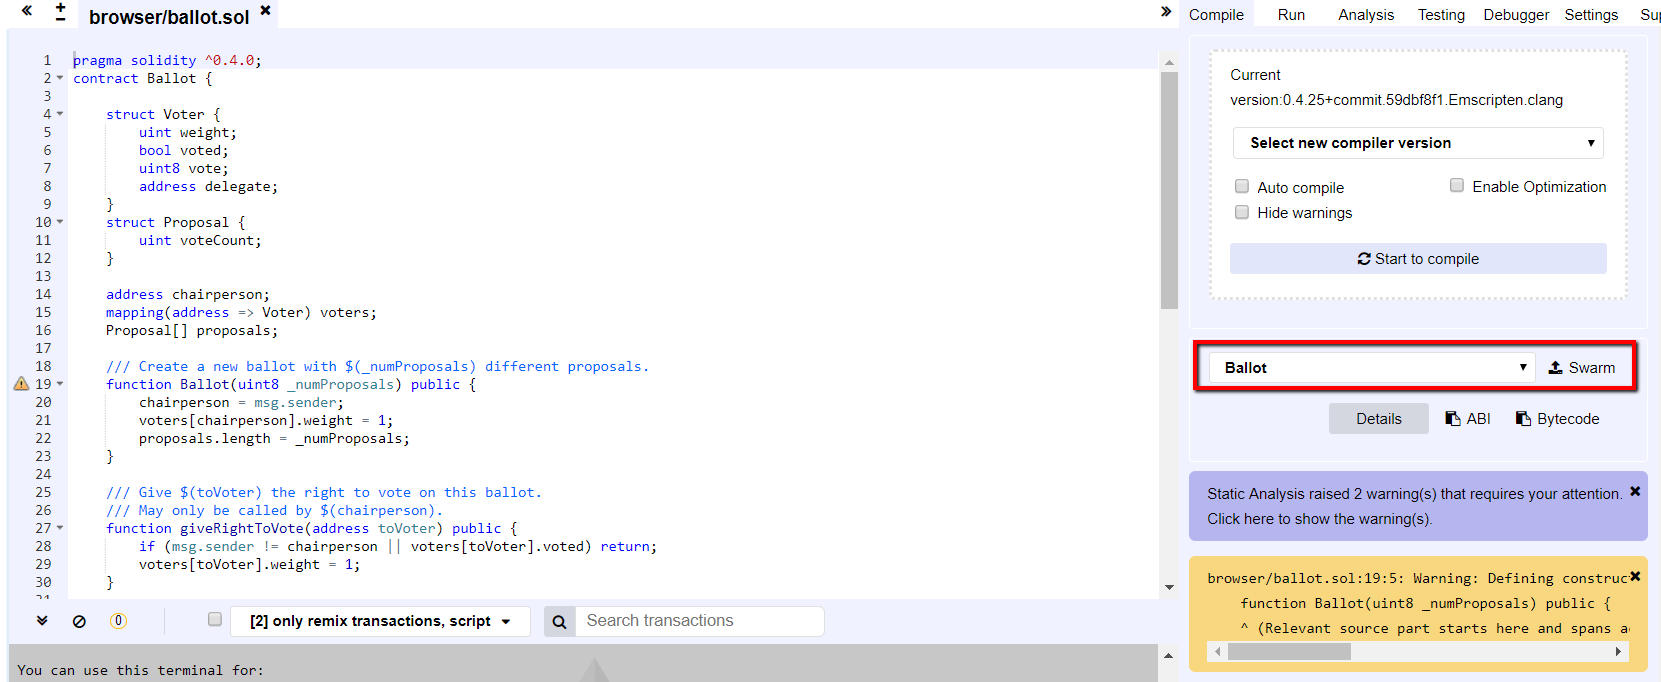 « + − browser/ballot.sol ✖ » Compile Run Analysis Testing Debugger Settings
1 pragma solidity ^0.4.0;
2 contract Ballot {
3
4 struct Voter {
5 uint weight;
6 bool voted;
7 uint8 vote;
8 address delegate;
9 }
10 struct Proposal {
11 uint voteCount;
12 }
13
14 address chairperson;
15 mapping(address => Voter) voters;
16 Proposal[] proposals;
17
18 /// Create a new ballot with $(_numProposals) different proposals.
19 function Ballot(uint8 _numProposals) public {
20 chairperson = msg.sender;
21 voters[chairperson].weight = 1;
22 proposals.length = _numProposals;
23 }
24
25 /// Give $(toVoter) the right to vote on this ballot.
26 /// May only be called by $(chairperson).
27 function giveRightToVote(address toVoter) public {
28 if (msg.sender != chairperson || voters[toVoter].voted) return;
29 voters[toVoter].weight = 1;
30 }
0 [2] only remix transactions, script Search transactions
You can use this terminal for:
Current
version:0.4.25+commit.59dbf8f1.Emscripten.clang
Select new compiler version
Auto compile Enable Optimization
Hide warnings
Start to compile
Ballot Swarm
Details ABI Bytecode
Static Analysis raised 2 warning(s) that requires your attention. ✖
Click here to show the warning(s).
browser/ballot.sol:19:5: Warning: Defining construc ✖
function Ballot(uint8 _numProposals) public {
^ (Relevant source part starts here and spans a